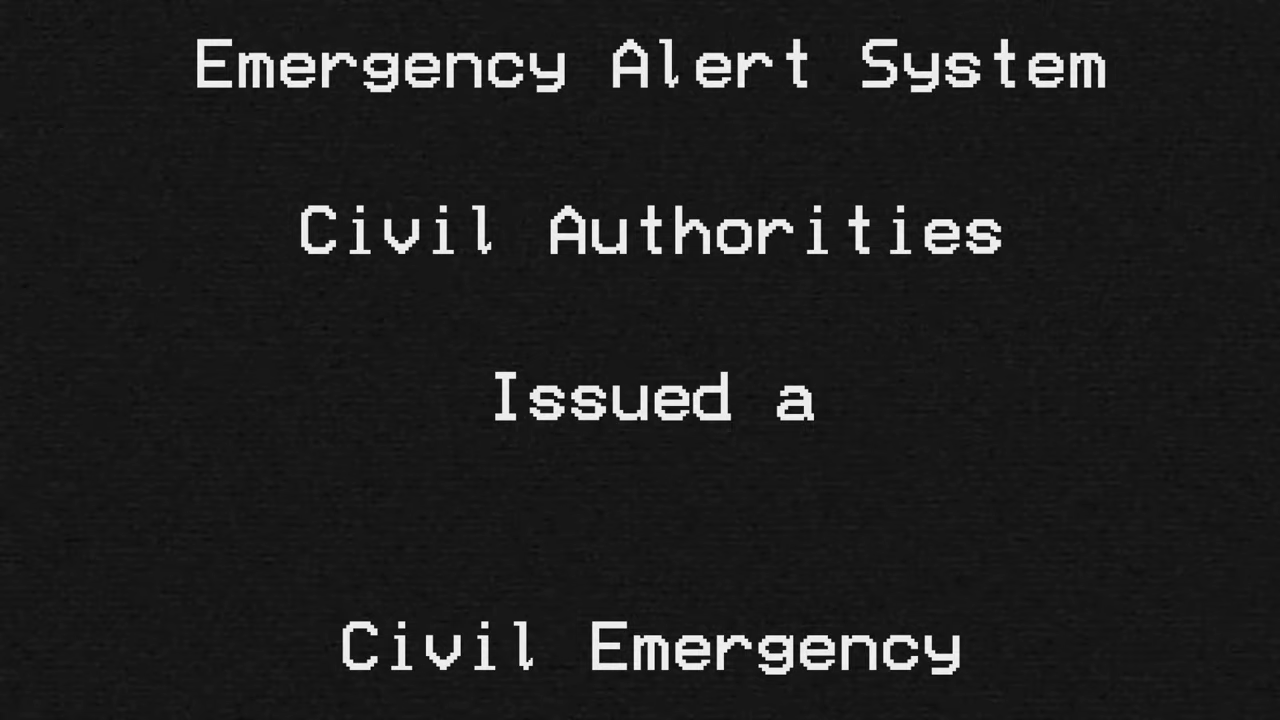 Emergency Alert System
Civil Authorities
Issued a
Civil Emergency